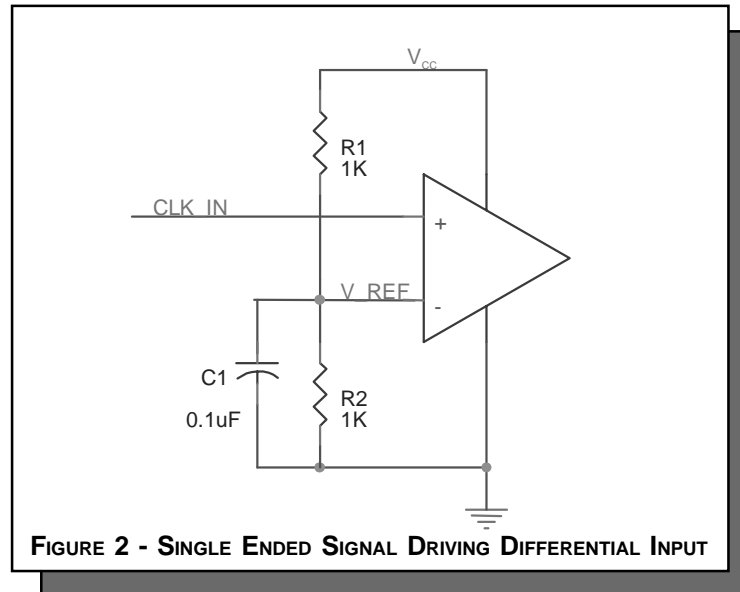 VCC
R1
1K
CLK_IN
+
V_REF
-
C1
0.1uF
R2
1K
FIGURE 2 - SINGLE ENDED SIGNAL DRIVING DIFFERENTIAL INPUT